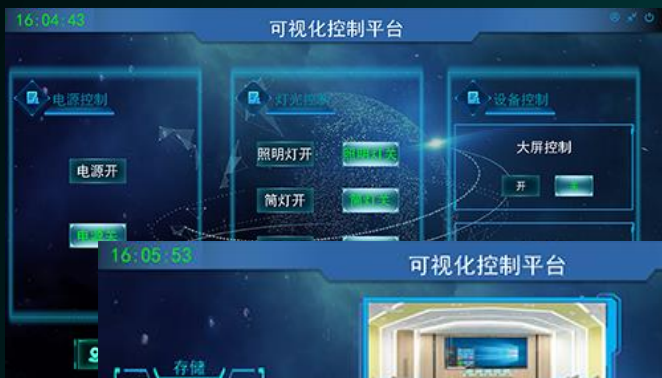 16:04:43
可视化控制平台
电源控制
灯光控制
设备控制
照明灯开
照明灯关
大屏控制
电源开
开
关
筒灯开
筒灯关
电源关
16:05:53
可视化控制平台
存储